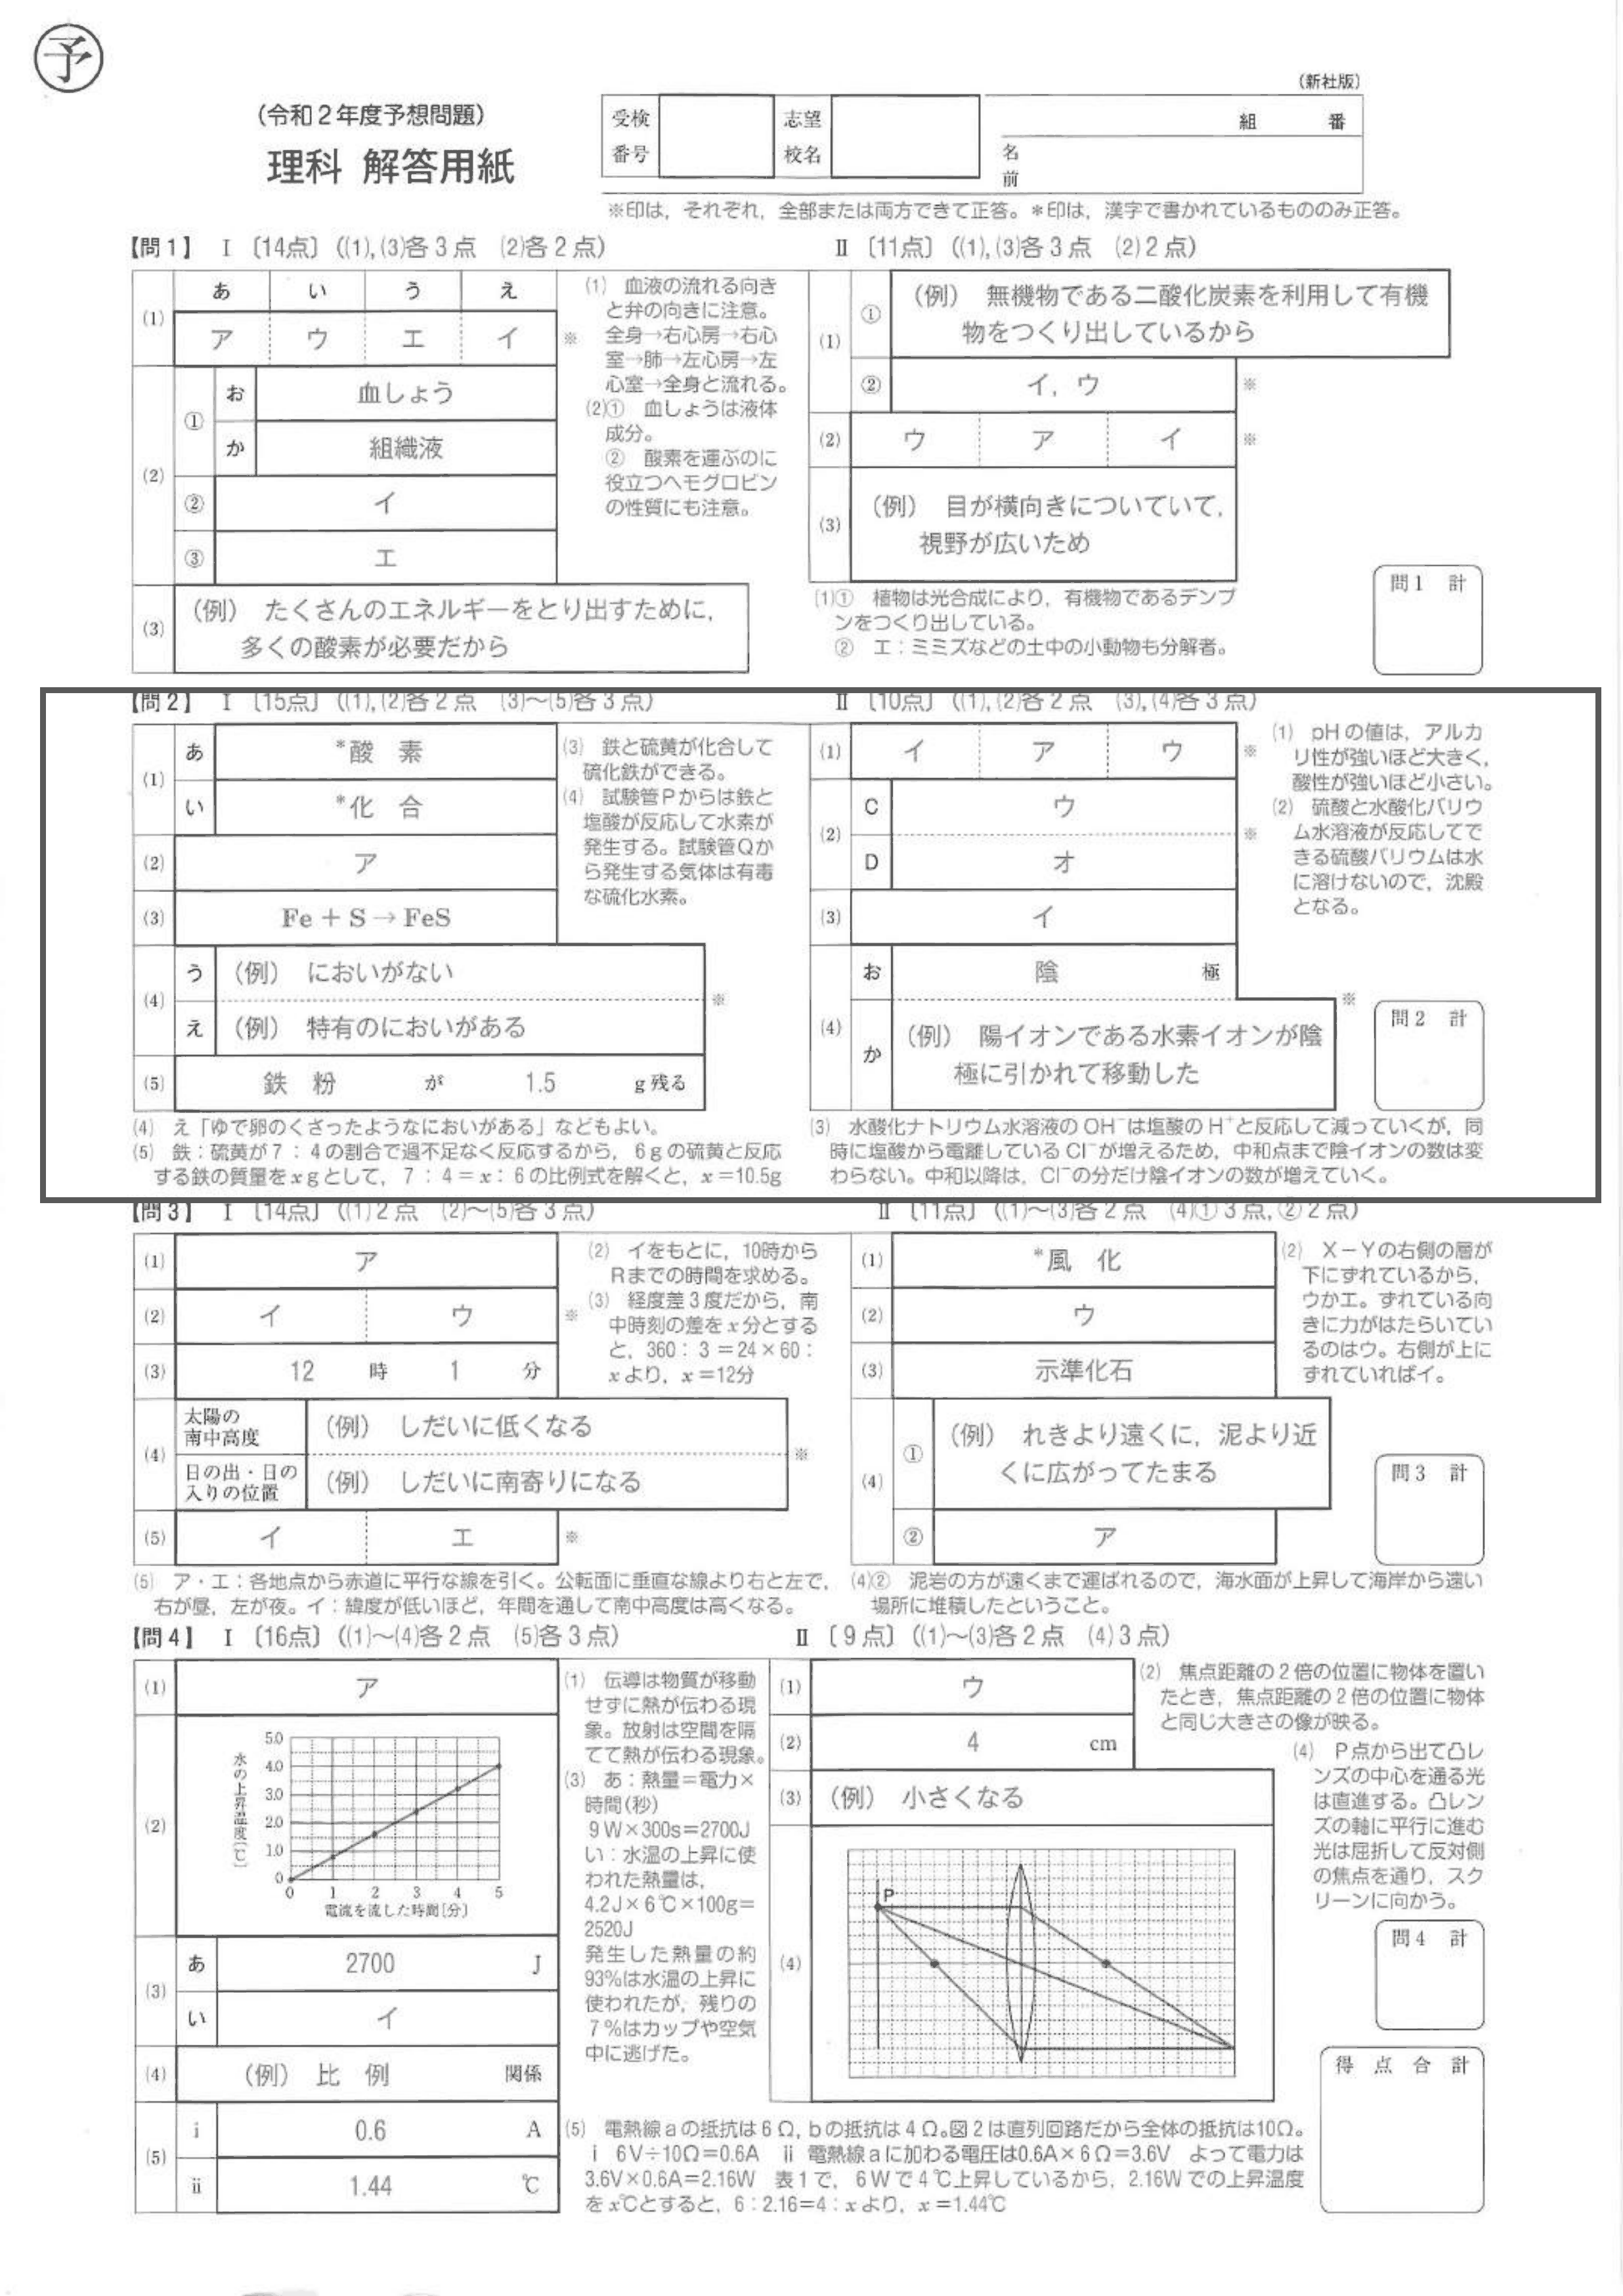 予
(新社版)
(令和2年度予想問題)
理科 解答用紙
受検番号
志望校名
組 番
名前
※印は，それぞれ，全部または両方できて正答。*印は，漢字で書かれているもののみ正答。
【問1】 Ⅰ 〔14点〕 ((1),(3)各3点 (2)各2点)
(1) あ い う え
ア ウ エ イ ※
(2) ① お 血しょう
か 組織液
② イ
③ エ
(3) (例) たくさんのエネルギーをとり出すために，
多くの酸素が必要だから
(1) 血液の流れる向き
と弁の向きに注意。
全身→右心房→右心
室→肺→左心房→左
心室→全身と流れる。
(2)① 血しょうは液体
成分。
② 酸素を運ぶのに
役立つヘモグロビン
の性質にも注意。
Ⅱ 〔11点〕 ((1),(3)各3点 (2)2点)
(1) ① (例) 無機物である二酸化炭素を利用して有機
物をつくり出しているから
② イ，ウ ※
(2) ウ ア イ ※
(3) (例) 目が横向きについていて，
視野が広いため
(1)① 植物は光合成により，有機物であるデンプ
ンをつくり出している。
② エ：ミミズなどの土中の小動物も分解者。
問1 計
【問2】 Ⅰ 〔15点〕 ((1),(2)各2点 (3)～(5)各3点)
(1) あ *酸 素
い *化 合
(2) ア
(3) Fe + S → FeS
(4) う (例) においがない
え (例) 特有のにおいがある ※
(5) 鉄 粉 が 1.5 g残る
(3) 鉄と硫黄が化合して
硫化鉄ができる。
(4) 試験管Pからは鉄と
塩酸が反応して水素が
発生する。試験管Qか
ら発生する気体は有毒
な硫化水素。
(4) え「ゆで卵のくさったようなにおいがある」などもよい。
(5) 鉄：硫黄が7：4の割合で過不足なく反応するから，6gの硫黄と反応
する鉄の質量をxgとして，7：4＝x：6の比例式を解くと，x＝10.5g
Ⅱ 〔10点〕 ((1),(2)各2点 (3),(4)各3点)
(1) イ ア ウ ※
(2) C ウ
D オ ※
(3) イ
(4) お 陰 極
か (例) 陽イオンである水素イオンが陰
極に引かれて移動した ※
(1) pHの値は，アルカ
リ性が強いほど大きく，
酸性が強いほど小さい。
(2) 硫酸と水酸化バリウ
ム水溶液が反応してで
きる硫酸バリウムは水
に溶けないので，沈殿
となる。
問2 計
(3) 水酸化ナトリウム水溶液のOH⁻は塩酸のH⁺と反応して減っていくが，同
時に塩酸から電離しているCl⁻が増えるため，中和点まで陰イオンの数は変
わらない。中和以降は，Cl⁻の分だけ陰イオンの数が増えていく。
【問3】 Ⅰ 〔14点〕 ((1)2点 (2)～(5)各3点)
(1) ア
(2) イ ウ ※
(3) 12 時 1 分
(4) 太陽の南中高度 (例) しだいに低くなる
日の出・日の入りの位置 (例) しだいに南寄りになる ※
(5) イ エ ※
(2) イをもとに，10時から
Rまでの時間を求める。
(3) 経度差3度だから，南
中時刻の差をx分とする
と，360：3＝24×60：
xより，x＝12分
(5) ア・エ：各地点から赤道に平行な線を引く。公転面に垂直な線より右と左で，
右が昼，左が夜。イ：緯度が低いほど，年間を通して南中高度は高くなる。
Ⅱ 〔11点〕 ((1)～(3)各2点 (4)①3点，②2点)
(1) *風 化
(2) ウ
(3) 示準化石
(4) ① (例) れきより遠くに，泥より近
くに広がってたまる
② ア
(2) X－Yの右側の層が
下にずれているから，
ウかエ。ずれている向
きに力がはたらいてい
るのはウ。右側が上に
ずれていればイ。
問3 計
(4)② 泥岩の方が遠くまで運ばれるので，海水面が上昇して海岸から遠い
場所に堆積したということ。
【問4】 Ⅰ 〔16点〕 ((1)～(4)各2点 (5)各3点)
(1) ア
(2) 水の上昇温度〔℃〕
5.0
4.0
3.0
2.0
1.0
0
0 1 2 3 4 5
電流を流した時間〔分〕
(3) あ 2700 J
い イ
(4) (例) 比 例 関係
(5) ⅰ 0.6 A
ⅱ 1.44 ℃
(1) 伝導は物質が移動
せずに熱が伝わる現
象。放射は空間を隔
てて熱が伝わる現象。
(3) あ：熱量＝電力×
時間(秒)
9W×300s＝2700J
い：水温の上昇に使
われた熱量は，
4.2J×6℃×100g＝
2520J
発生した熱量の約
93%は水温の上昇に
使われたが，残りの
7%はカップや空気
中に逃げた。
Ⅱ 〔9点〕 ((1)～(3)各2点 (4)3点)
(1) ウ
(2) 4 cm
(3) (例) 小さくなる
(4) P
(2) 焦点距離の2倍の位置に物体を置い
たとき，焦点距離の2倍の位置に物体
と同じ大きさの像が映る。
(4) P点から出て凸レ
ンズの中心を通る光
は直進する。凸レン
ズの軸に平行に進む
光は屈折して反対側
の焦点を通り，スク
リーンに向かう。
問4 計
得点合計
(5) 電熱線aの抵抗は6Ω，bの抵抗は4Ω。図2は直列回路だから全体の抵抗は10Ω。
ⅰ 6V÷10Ω＝0.6A ⅱ 電熱線aに加わる電圧は0.6A×6Ω＝3.6V よって電力は
3.6V×0.6A＝2.16W 表1で，6Wで4℃上昇しているから，2.16Wでの上昇温度
をx℃とすると，6：2.16＝4：xより，x＝1.44℃